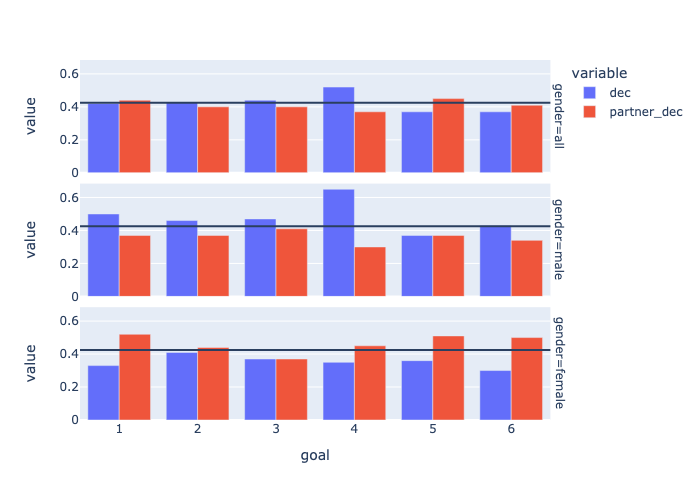 variable
dec
partner_dec
value
0.6
0.4
0.2
0
gender=all
value
0.6
0.4
0.2
0
gender=male
value
0.6
0.4
0.2
0
gender=female
1 2 3 4 5 6
goal